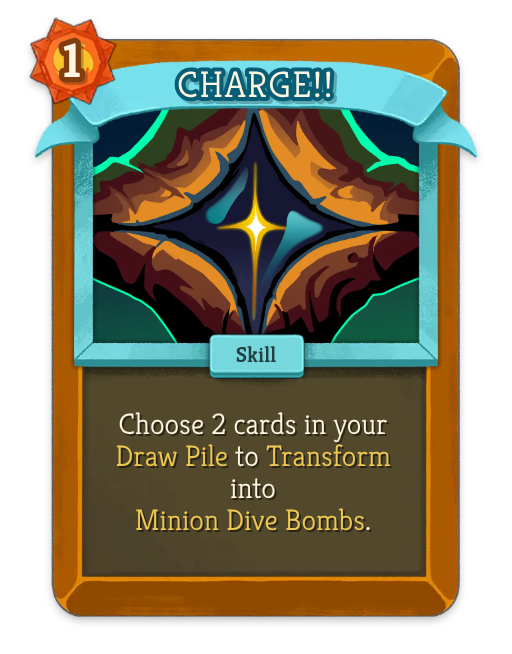 1
CHARGE!!
Skill
Choose 2 cards in your
Draw Pile to Transform
into
Minion Dive Bombs.